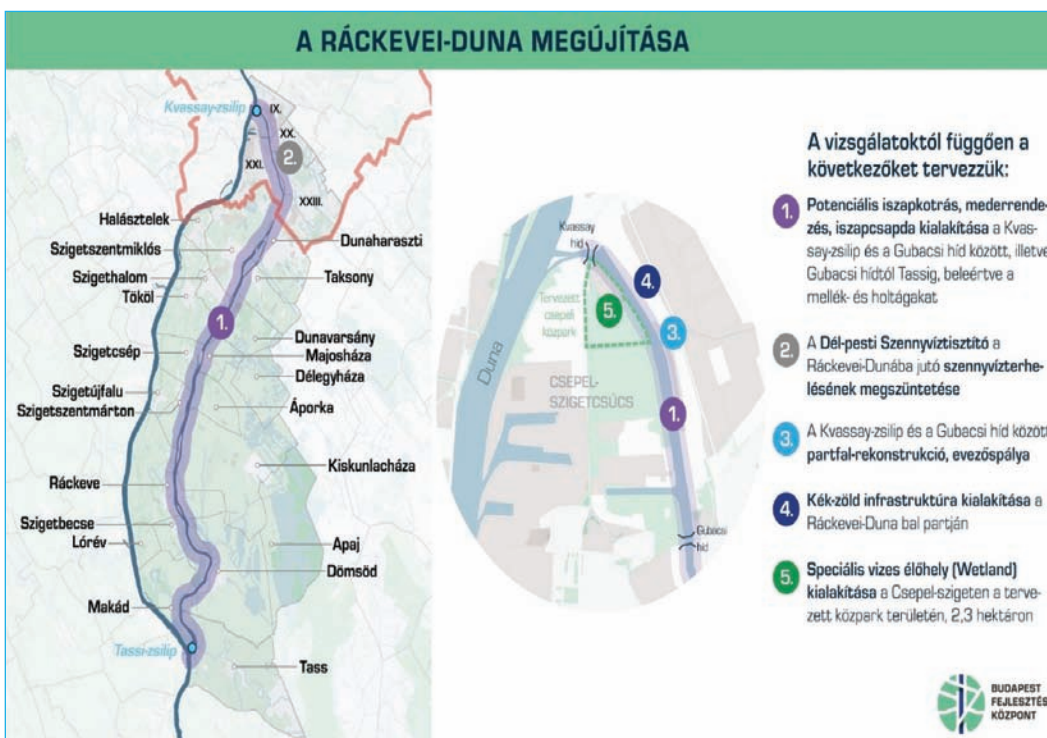 A RÁCKEVEI-DUNA MEGÚJÍTÁSA
Kvassay-zsilip
IX.
XX.
2.
XXI.
XXIII.
Halásztelek
Dunaharaszti
Szigetszentmiklós
Szigethalom
Taksony
Tököl
1.
Dunavarsány
Szigetcsép
Majosháza
Délegyháza
Szigetújfalu
Szigetszentmárton
Áporka
Kiskunlacháza
Ráckeve
Szigetbecse
Lórév
Apaj
Dömsöd
Makád
Tassi-zsilip
Tass
Kvassay
híd
4.
5.
Tervezett
csepeli
közpark
3.
Duna
CSEPEL-
SZIGETCSÚCS
1.
Gubacsi
híd
A vizsgálatoktól függően a
következőket tervezzük:
1.
Potenciális iszapkotrás, mederrende-
zés, iszapcsapda kialakítása a Kvas-
say-zsilip és a Gubacsi híd között, illetve
Gubacsi hídtól Tassig, beleértve a
mellék- és holtágakat
2.
A Dél-pesti Szennyvíztisztító a
Ráckevei-Dunába jutó szennyvízterhe-
lésének megszüntetése
3.
A Kvassay-zsilip és a Gubacsi híd között
partfal-rekonstrukció, evezőspálya
4.
Kék-zöld infrastruktúra kialakítása a
Ráckevei-Duna bal partján
5.
Speciális vizes élőhely (Wetland)
kialakítása a Csepel-szigeten a terve-
zett közpark területén, 2,3 hektáron
BUDAPEST
FEJLESZTÉSI
KÖZPONT